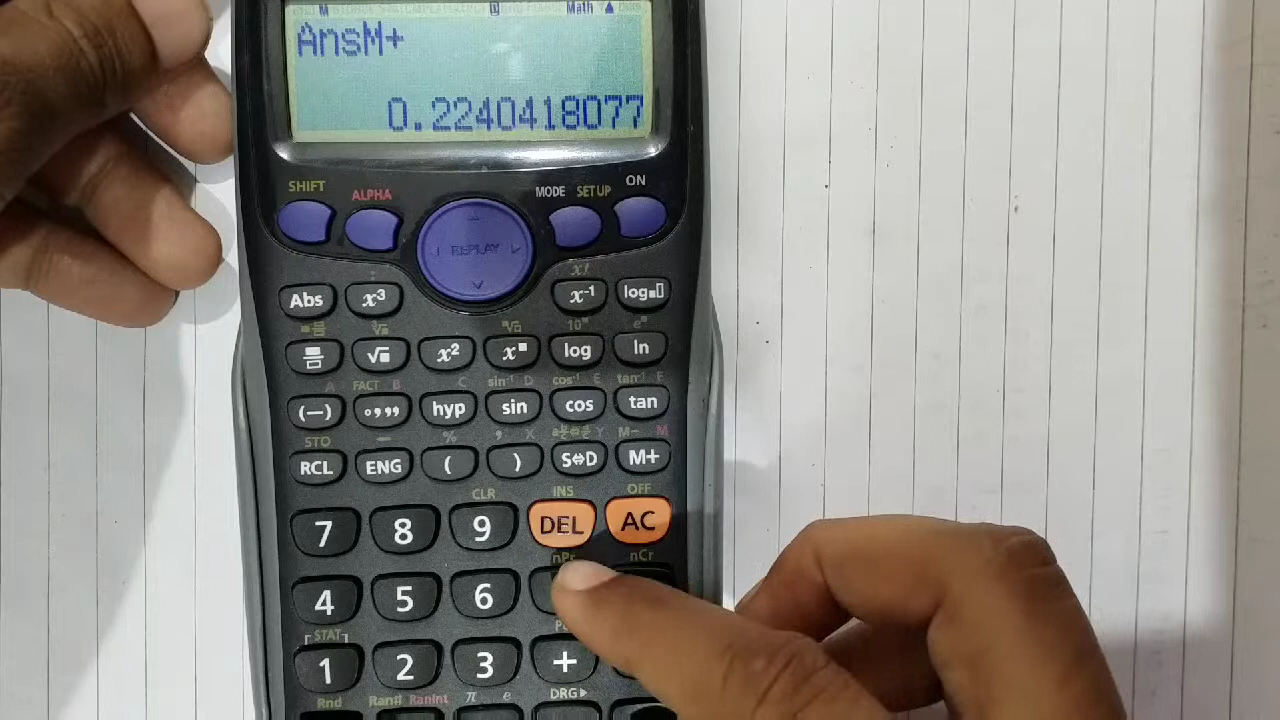 M D Math ▲
AnsM+
0.2240418077
SHIFT ALPHA MODE SETUP ON
REPLAY
x!
Abs x³ x⁻¹ log
10 e
√ x² x log ln
A FACT B C sin⁻¹ D cos⁻¹ E tan⁻¹ F
(−) °,,, hyp sin cos tan
STO ← % , X Y M− M
RCL ENG ( ) S⇔D M+
CLR INS OFF
7 8 9 DEL AC
nPr nCr
4 5 6
STAT
1 2 3 +
Rnd Ran# RanInt π e DRG▶